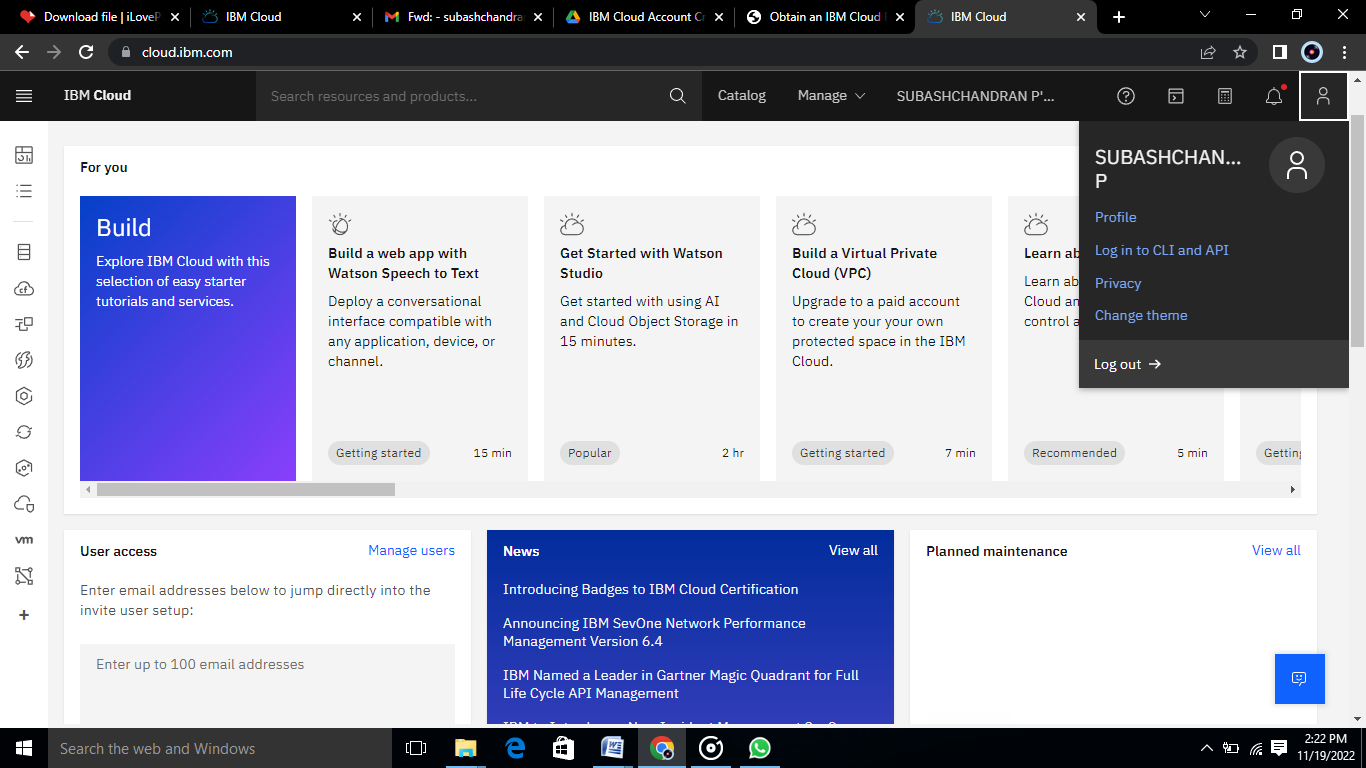 Download file | iLoveP
IBM Cloud
Fwd: - subashchandra
IBM Cloud Account Cr
Obtain an IBM Cloud
IBM Cloud
cloud.ibm.com
IBM Cloud
Search resources and products...
Catalog
Manage
SUBASHCHANDRAN P'...
SUBASHCHAN...
P
Profile
Log in to CLI and API
Privacy
Change theme
Log out
For you
Build
Explore IBM Cloud with this
selection of easy starter
tutorials and services.
Build a web app with
Watson Speech to Text
Deploy a conversational
interface compatible with
any application, device, or
channel.
Getting started
15 min
Get Started with Watson
Studio
Get started with using AI
and Cloud Object Storage in
15 minutes.
Popular
2 hr
Build a Virtual Private
Cloud (VPC)
Upgrade to a paid account
to create your your own
protected space in the IBM
Cloud.
Getting started
7 min
Learn ab
Learn ab
Cloud an
control a
Recommended
5 min
Getting
vm
User access
Manage users
Enter email addresses below to jump directly into the
invite user setup:
Enter up to 100 email addresses
News
View all
Introducing Badges to IBM Cloud Certification
Announcing IBM SevOne Network Performance
Management Version 6.4
IBM Named a Leader in Gartner Magic Quadrant for Full
Life Cycle API Management
Planned maintenance
View all
Search the web and Windows
2:22 PM
11/19/2022